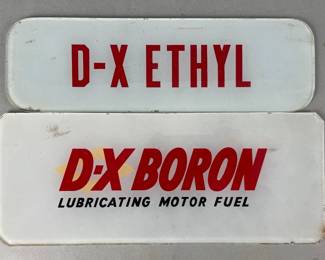 D-X ETHYL
D-X BORON
LUBRICATING MOTOR FUEL